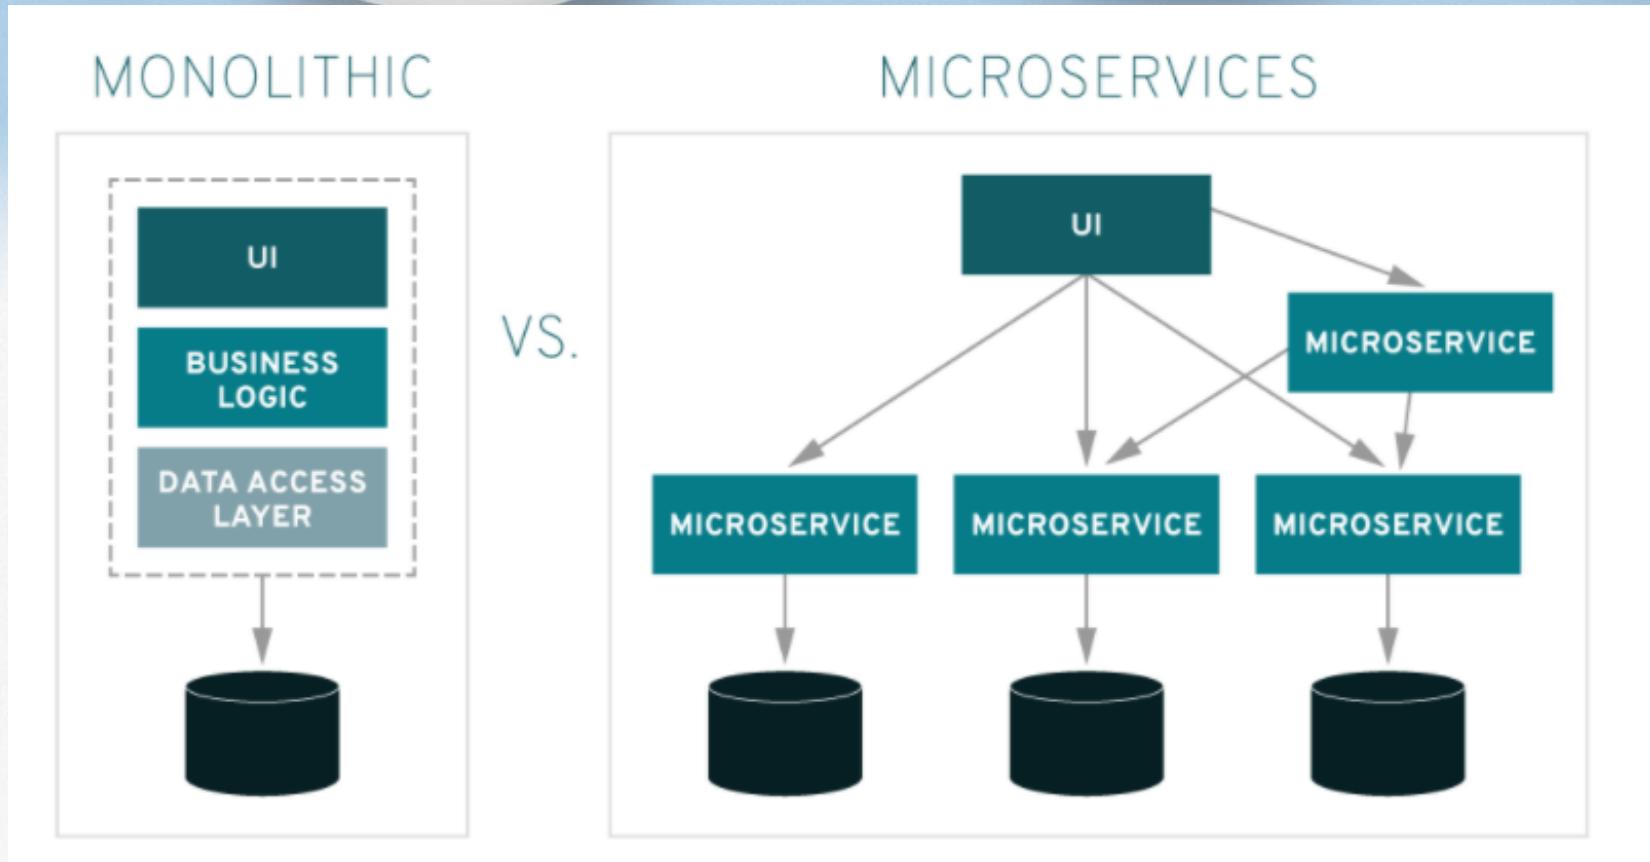 MONOLITHIC
UI
BUSINESS
LOGIC
DATA ACCESS
LAYER
VS.
MICROSERVICES
UI
MICROSERVICE
MICROSERVICE
MICROSERVICE
MICROSERVICE